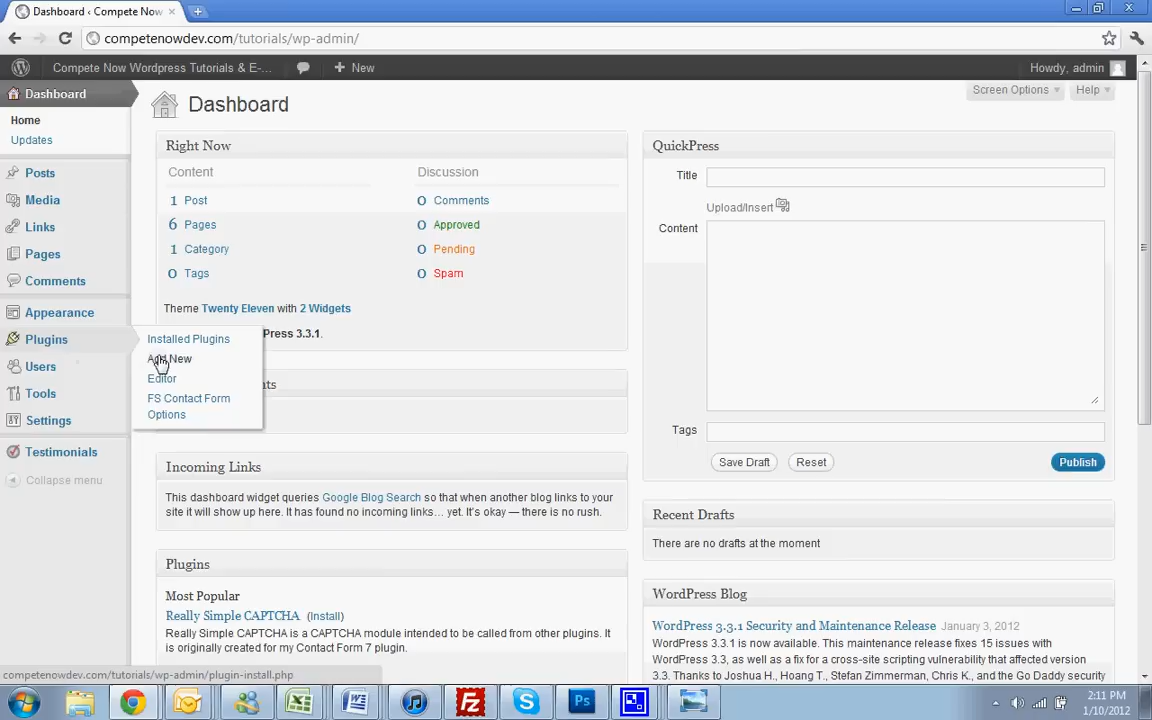 Dashboard ‹ Compete Now
competenowdev.com/tutorials/wp-admin/
Compete Now Wordpress Tutorials & E-...
New
Howdy, admin
Dashboard
Home
Updates
Posts
Media
Links
Pages
Comments
Appearance
Plugins
Users
Tools
Settings
Testimonials
Collapse menu
Installed Plugins
Add New
Editor
FS Contact Form
Options
Dashboard
Screen Options
Help
Right Now
Content
Discussion
1 Post
0 Comments
6 Pages
0 Approved
1 Category
0 Pending
0 Tags
0 Spam
Theme Twenty Eleven with 2 Widgets
Press 3.3.1.
nts
Incoming Links
This dashboard widget queries Google Blog Search so that when another blog links to your
site it will show up here. It has found no incoming links… yet. It's okay — there is no rush.
Plugins
Most Popular
Really Simple CAPTCHA (Install)
Really Simple CAPTCHA is a CAPTCHA module intended to be called from other plugins. It
is originally created for my Contact Form 7 plugin.
QuickPress
Title
Upload/Insert
Content
Tags
Save Draft
Reset
Publish
Recent Drafts
There are no drafts at the moment
WordPress Blog
WordPress 3.3.1 Security and Maintenance Release January 3, 2012
WordPress 3.3.1 is now available. This maintenance release fixes 15 issues with
WordPress 3.3, as well as a fix for a cross-site scripting vulnerability that affected version
3.3. Thanks to Joshua H., Hoang T., Stefan Zimmerman, Chris K., and the Go Daddy security
competenowdev.com/tutorials/wp-admin/plugin-install.php
2:11 PM
1/10/2012